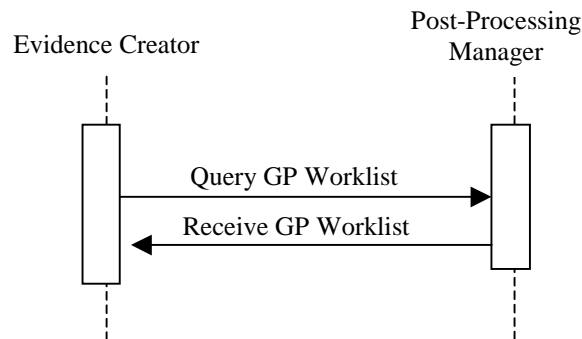 Evidence Creator
Post-Processing
Manager
Query GP Worklist
Receive GP Worklist